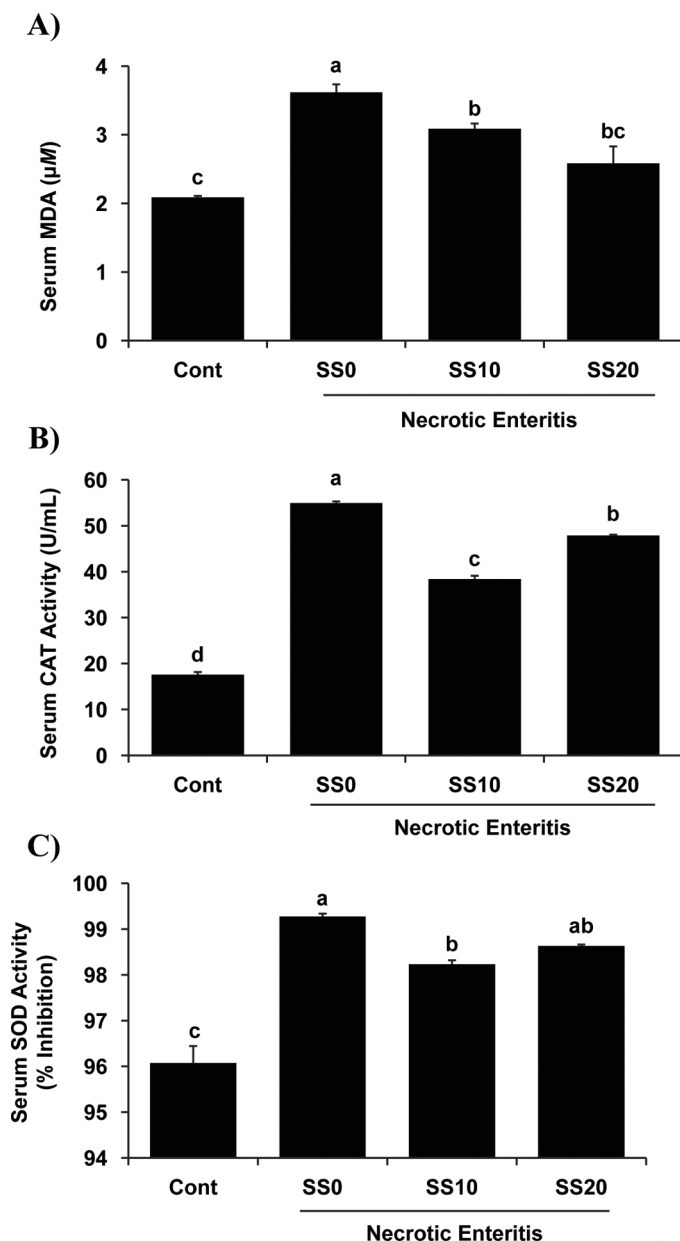 A)
Serum MDA (µM)
4
3
2
1
0
a
b
bc
c
Cont SS0 SS10 SS20
Necrotic Enteritis
B)
Serum CAT Activity (U/mL)
60
50
40
30
20
10
0
a
b
c
d
Cont SS0 SS10 SS20
Necrotic Enteritis
C)
Serum SOD Activity
(% Inhibition)
100
99
98
97
96
95
94
a
ab
b
c
Cont SS0 SS10 SS20
Necrotic Enteritis